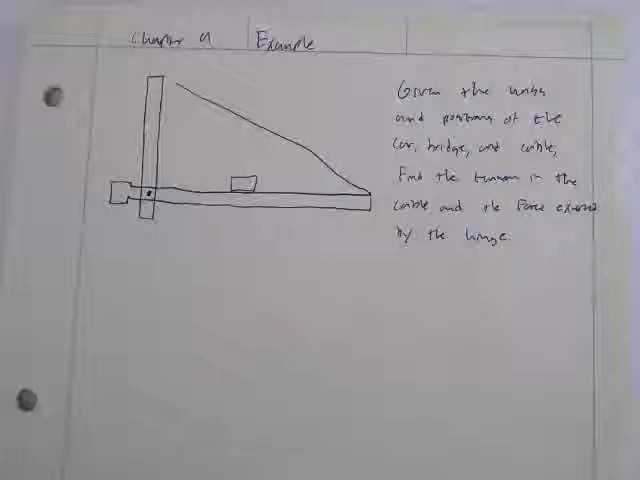 Chapter 9 Example
Given the
and positions of the
car, bridge, and cable,
Find the tension in the
cable and the Force exerted
by the hinge.